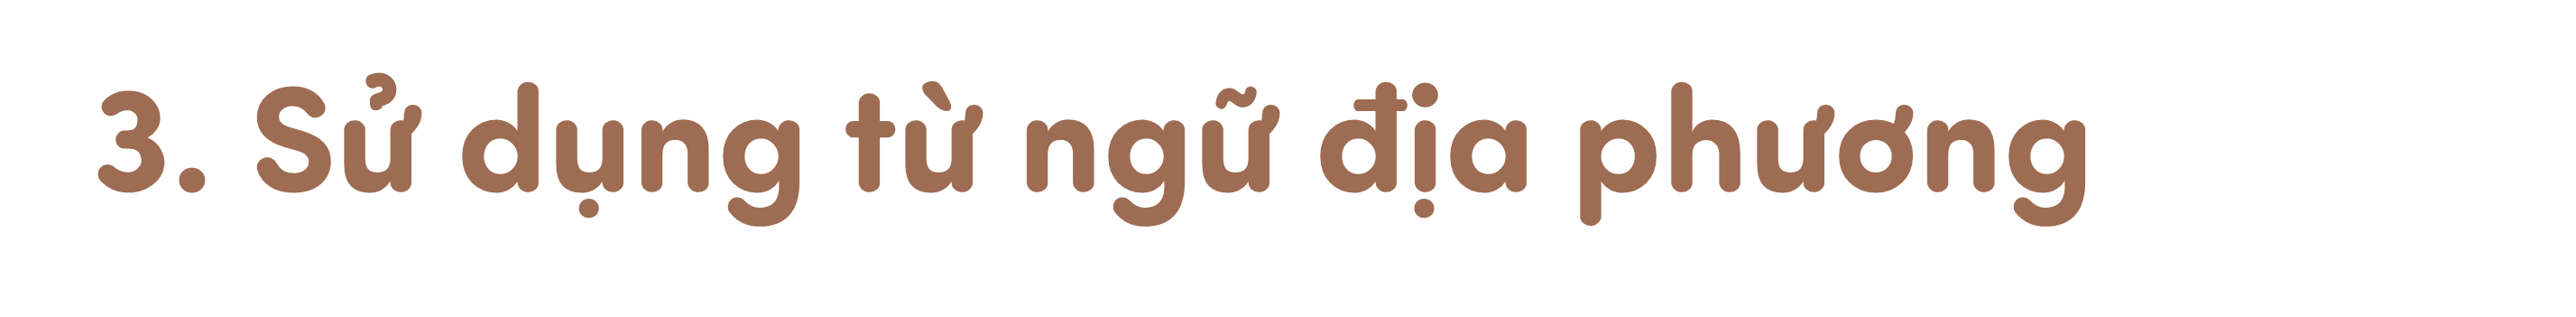 3. Sử dụng từ ngữ địa phương